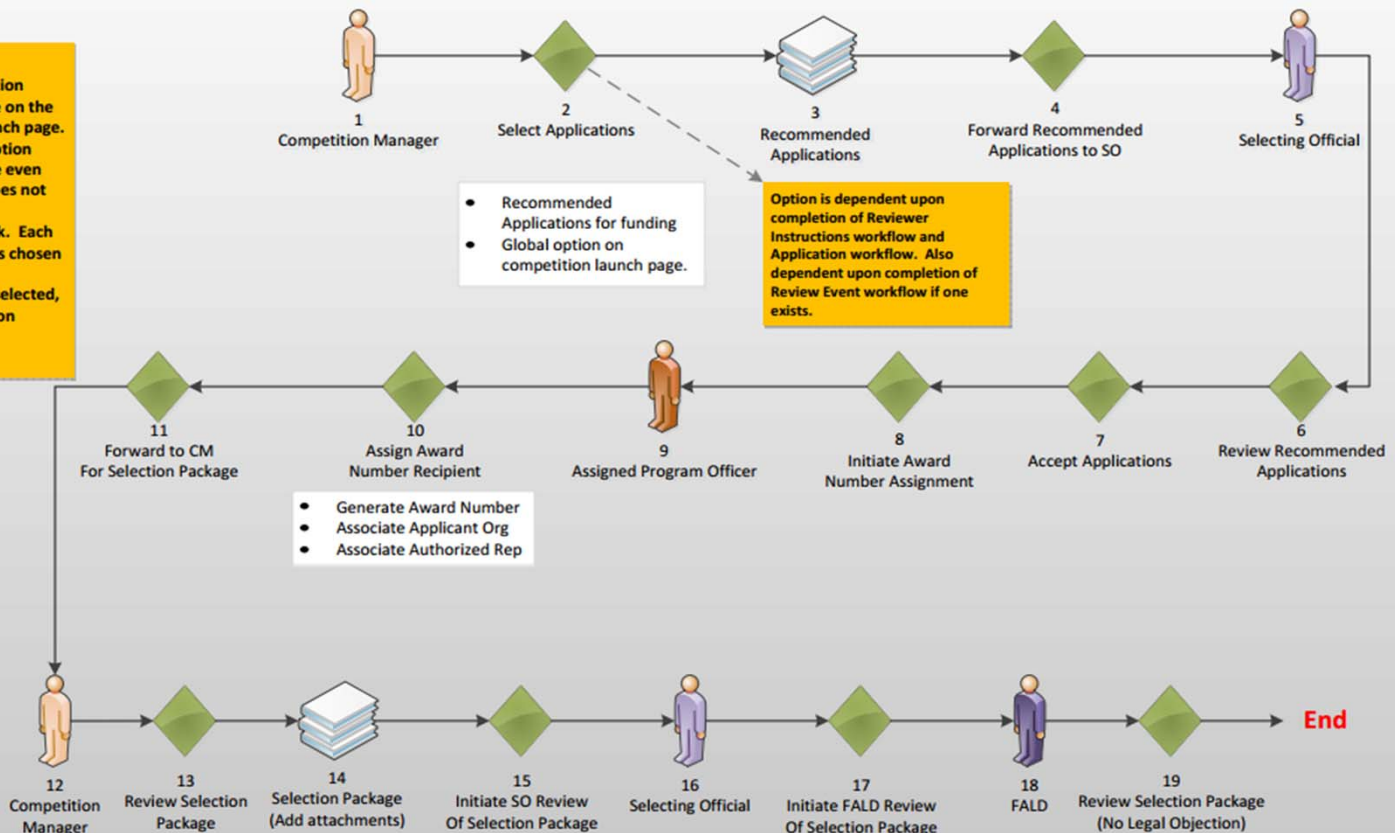 1
Competition Manager
2
Select Applications
3
Recommended
Applications
4
Forward Recommended
Applications to SO
5
Selecting Official
on the
page.
even
not
Each
chosen
• Recommended
Applications for funding
• Global option on
competition launch page.
Option is dependent upon
completion of Reviewer
Instructions workflow and
Application workflow. Also
dependent upon completion of
Review Event workflow if one
exists.
11
Forward to CM
For Selection Package
10
Assign Award
Number Recipient
• Generate Award Number
• Associate Applicant Org
• Associate Authorized Rep
9
Assigned Program Officer
8
Initiate Award
Number Assignment
7
Accept Applications
6
Review Recommended
Applications
12
Competition
Manager
13
Review Selection
Package
14
Selection Package
(Add attachments)
15
Initiate SO Review
Of Selection Package
16
Selecting Official
17
Initiate FALD Review
Of Selection Package
18
FALD
19
Review Selection Package
(No Legal Objection)
End